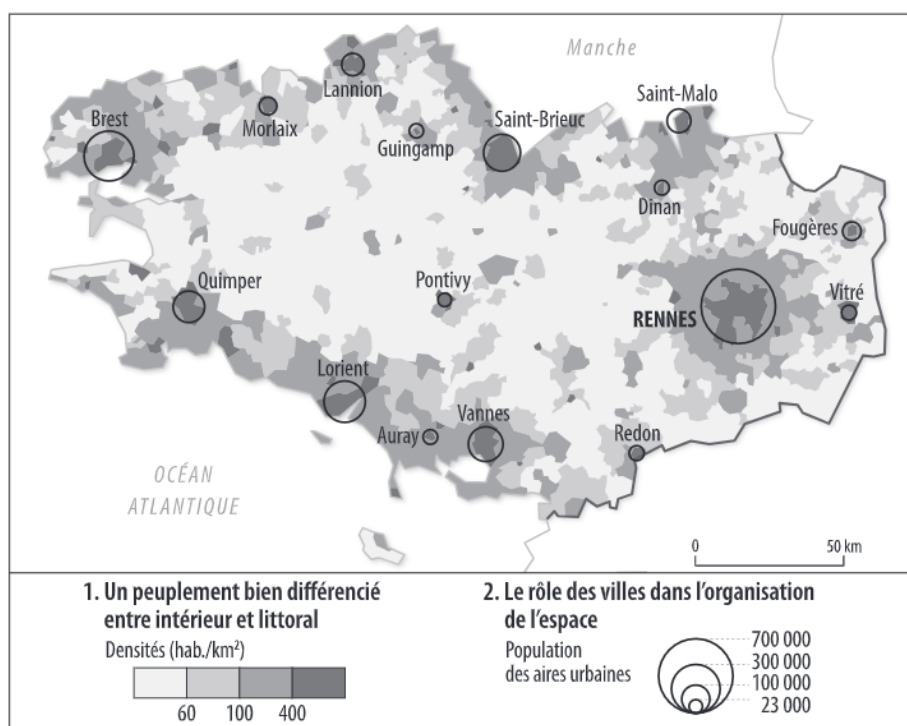 Manche
Lannion
Saint-Malo
Brest
Morlaix
Saint-Brieuc
Guingamp
Dinan
Fougères
Quimper
Pontivy
Vitré
RENNES
Lorient
Vannes
Auray
Redon
OCÉAN
ATLANTIQUE
0 50 km
1. Un peuplement bien différencié
entre intérieur et littoral
Densités (hab./km²)
60 100 400
2. Le rôle des villes dans l'organisation
de l'espace
Population
des aires urbaines
700 000
300 000
100 000
23 000